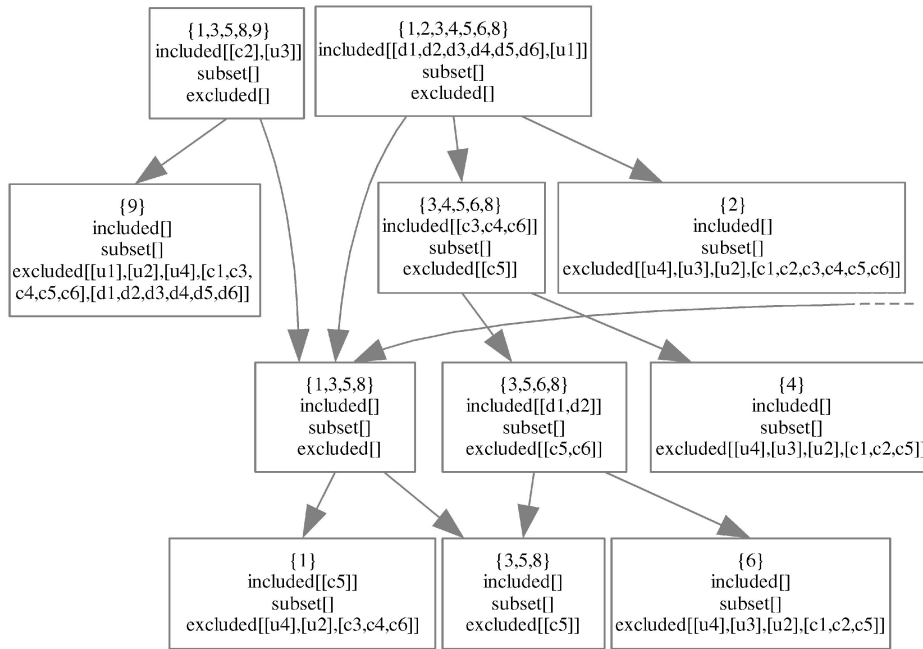 {1,3,5,8,9}
included[[c2],[u3]]
subset[]
excluded[]
{1,2,3,4,5,6,8}
included[[d1,d2,d3,d4,d5,d6],[u1]]
subset[]
excluded[]
{9}
included[]
subset[]
excluded[[u1],[u2],[u4],[c1,c3,
c4,c5,c6],[d1,d2,d3,d4,d5,d6]]
{3,4,5,6,8}
included[[c3,c4,c6]]
subset[]
excluded[[c5]]
{2}
included[]
subset[]
excluded[[u4],[u3],[u2],[c1,c2,c3,c4,c5,c6]]
{1,3,5,8}
included[]
subset[]
excluded[]
{3,5,6,8}
included[[d1,d2]]
subset[]
excluded[[c5,c6]]
{4}
included[]
subset[]
excluded[[u4],[u3],[u2],[c1,c2,c5]]
{1}
included[[c5]]
subset[]
excluded[[u4],[u2],[c3,c4,c6]]
{3,5,8}
included[]
subset[]
excluded[[c5]]
{6}
included[]
subset[]
excluded[[u4],[u3],[u2],[c1,c2,c5]]